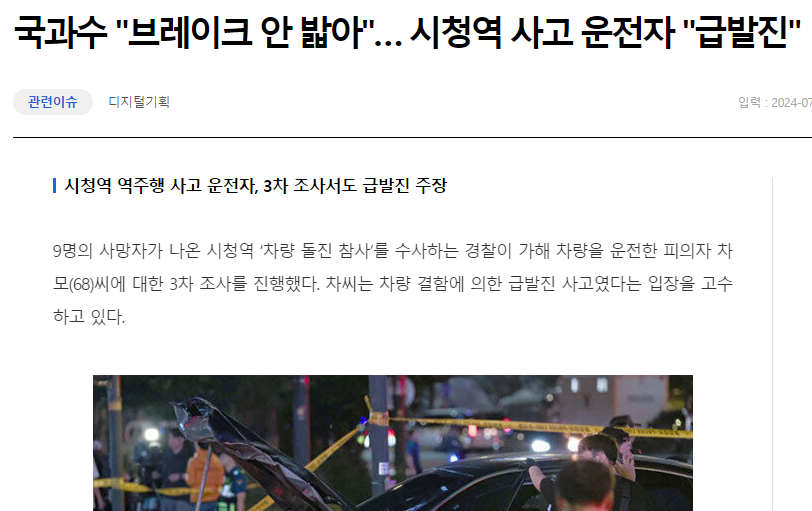 국과수 "브레이크 안 밟아"… 시청역 사고 운전자 "급발진"
관련이슈 디지털기획 입력 : 2024-07
시청역 역주행 사고 운전자, 3차 조사서도 급발진 주장
9명의 사망자가 나온 시청역 ‘차량 돌진 참사’를 수사하는 경찰이 가해 차량을 운전한 피의자 차
모(68)씨에 대한 3차 조사를 진행했다. 차씨는 차량 결함에 의한 급발진 사고였다는 입장을 고수
하고 있다.